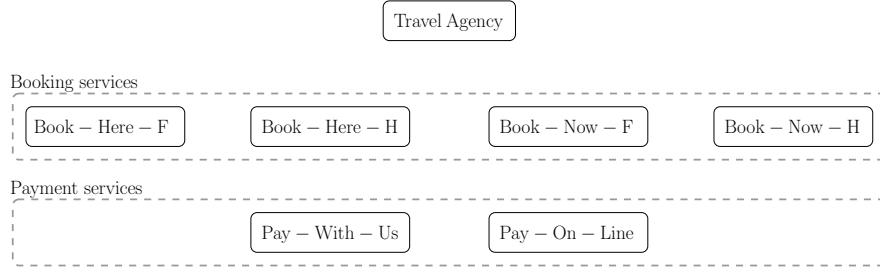 Travel Agency
Booking services
Book – Here – F Book – Here – H Book – Now – F Book – Now – H
Payment services
Pay – With – Us Pay – On – Line